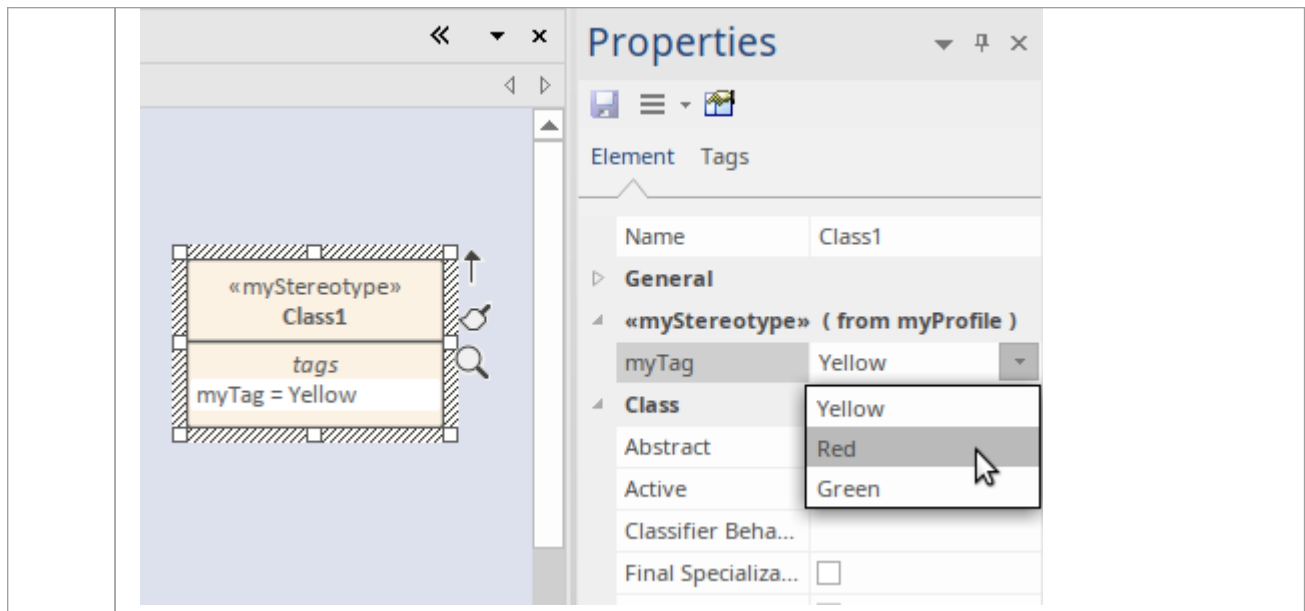 Properties
Element Tags
«myStereotype»
Class1
tags
myTag = Yellow
Name Class1
General
«myStereotype» ( from myProfile )
myTag Yellow
Class
Yellow
Abstract
Red
Active
Green
Classifier Beha...
Final Specializa...